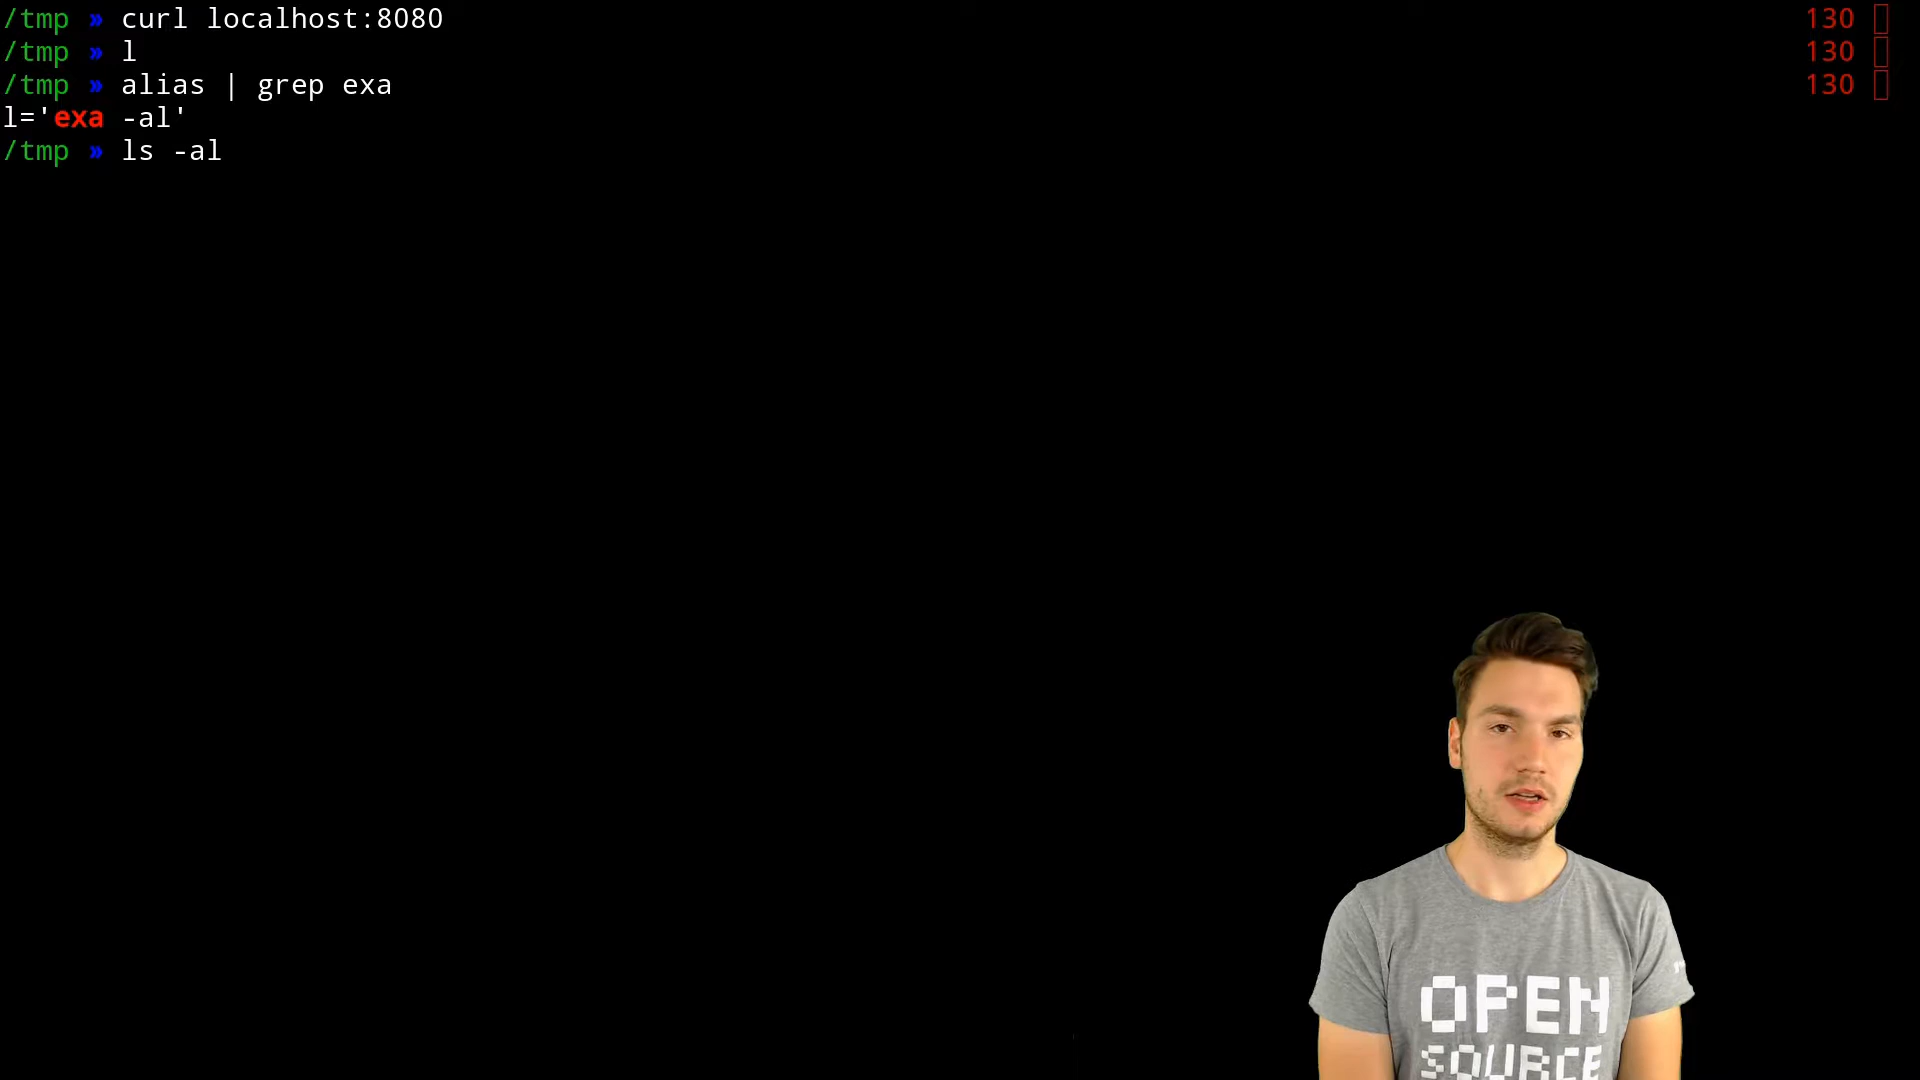 /tmp » curl localhost:8080 130
/tmp » l 130
/tmp » alias | grep exa 130
l='exa -al'
/tmp » ls -al
OPEN
SOURCE